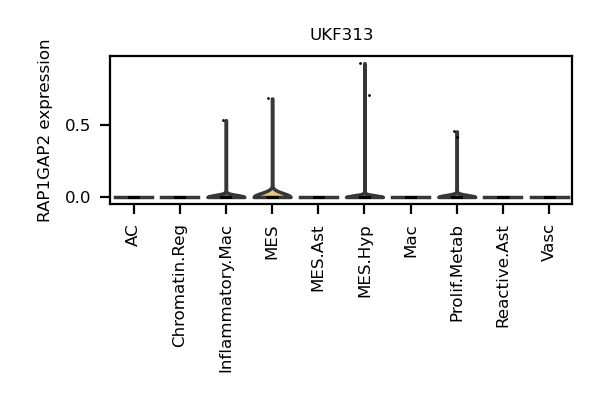 UKF313
RAP1GAP2 expression
0.5
0.0
AC
Chromatin.Reg
Inflammatory.Mac
MES
MES.Ast
MES.Hyp
Mac
Prolif.Metab
Reactive.Ast
Vasc